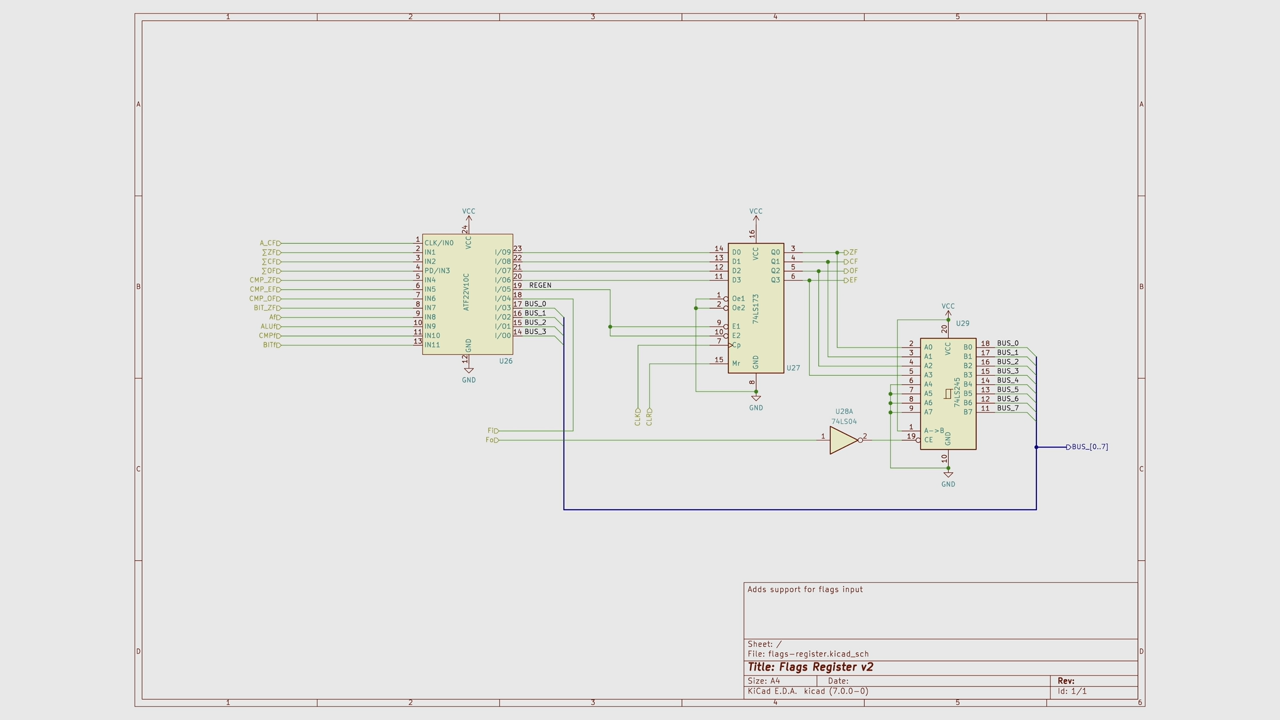 1 2 3 4 5 6
A A
B B
C C
D D
1 2 3 4 5 6
VCC
24
A_CF 1 CLK/IN0 VCC
ΣZF 2 IN1 I/O9 23
ΣCF 3 IN2 I/O8 22
ΣOF 4 PD/IN3 I/O7 21
CMP_ZF 5 IN4 I/O6 20
CMP_EF 6 IN5 I/O5 19 REGEN
CMP_OF 7 IN6 I/O4 18
BIT_ZF 8 IN7 I/O3 17 BUS_0
Af 9 IN8 I/O2 16 BUS_1
ALUf 10 IN9 I/O1 15 BUS_2
CMPf 11 IN10 I/O0 14 BUS_3
BITf 13 IN11
ATF22V10C
GND
12
U26
GND
VCC
16
VCC
14 D0 Q0 3 ZF
13 D1 Q1 4 CF
12 D2 Q2 5 OF
11 D3 Q3 6 EF
1 Oe1
2 Oe2
9 E1
10 E2
7 Cp
15 Mr
74LS173
GND
8
U27
GND
CLK
CLR
Fi
Fo
U28A
74LS04
1 2
VCC
U29
20
VCC
2 A0 B0 18 BUS_0
3 A1 B1 17 BUS_1
4 A2 B2 16 BUS_2
5 A3 B3 15 BUS_3
6 A4 B4 14 BUS_4
7 A5 B5 13 BUS_5
8 A6 B6 12 BUS_6
9 A7 B7 11 BUS_7
1 A->B
19 CE
74LS245
GND
10
GND
BUS_[0..7]
Adds support for flags input
Sheet: /
File: flags-register.kicad_sch
Title: Flags Register v2
Size: A4 Date: Rev:
KiCad E.D.A. kicad (7.0.0-0) Id: 1/1